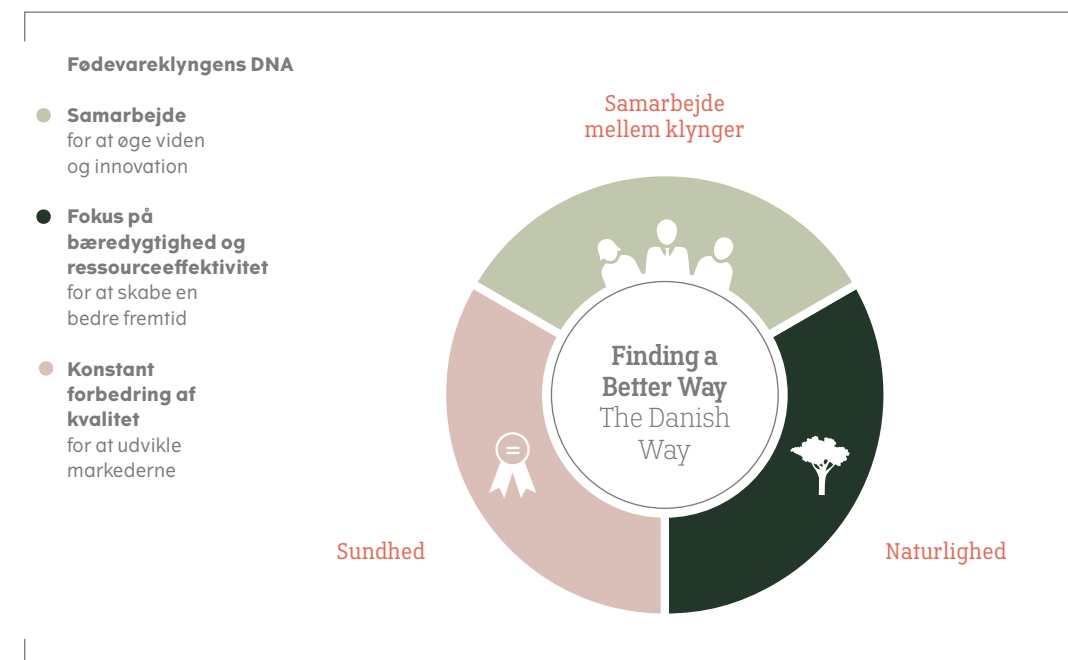 Fødevareklyngens DNA
Samarbejde
for at øge viden
og innovation
Fokus på
bæredygtighed og
ressourceeffektivitet
for at skabe en
bedre fremtid
Konstant
forbedring af
kvalitet
for at udvikle
markederne
Samarbejde
mellem klynger
Finding a
Better Way
The Danish
Way
Sundhed
Naturlighed